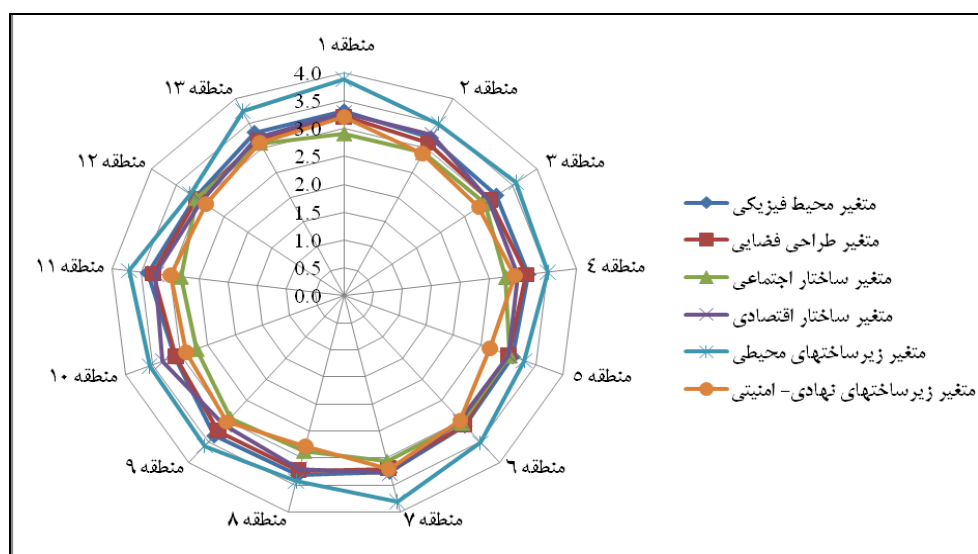 منطقه ۱
منطقه ۲
منطقه ۳
منطقه ۴
منطقه ۵
منطقه ۶
منطقه ۷
منطقه ۸
منطقه ۹
منطقه ۱۰
منطقه ۱۱
منطقه ۱۲
منطقه ۱۳
4.0
3.5
3.0
2.5
2.0
1.5
1.0
0.5
0.0
متغیر محیط فیزیکی
متغیر طراحی فضایی
متغیر ساختار اجتماعی
متغیر ساختار اقتصادی
متغیر زیرساختهای محیطی
متغیر زیرساختهای نهادی- امنیتی